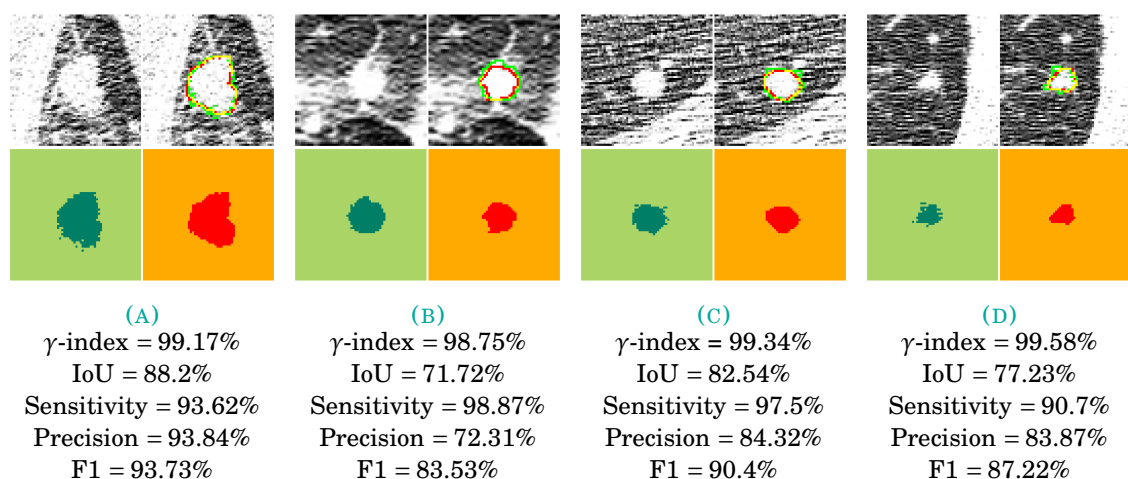 (A)
γ-index = 99.17%
IoU = 88.2%
Sensitivity = 93.62%
Precision = 93.84%
F1 = 93.73%
(B)
γ-index = 98.75%
IoU = 71.72%
Sensitivity = 98.87%
Precision = 72.31%
F1 = 83.53%
(C)
γ-index = 99.34%
IoU = 82.54%
Sensitivity = 97.5%
Precision = 84.32%
F1 = 90.4%
(D)
γ-index = 99.58%
IoU = 77.23%
Sensitivity = 90.7%
Precision = 83.87%
F1 = 87.22%